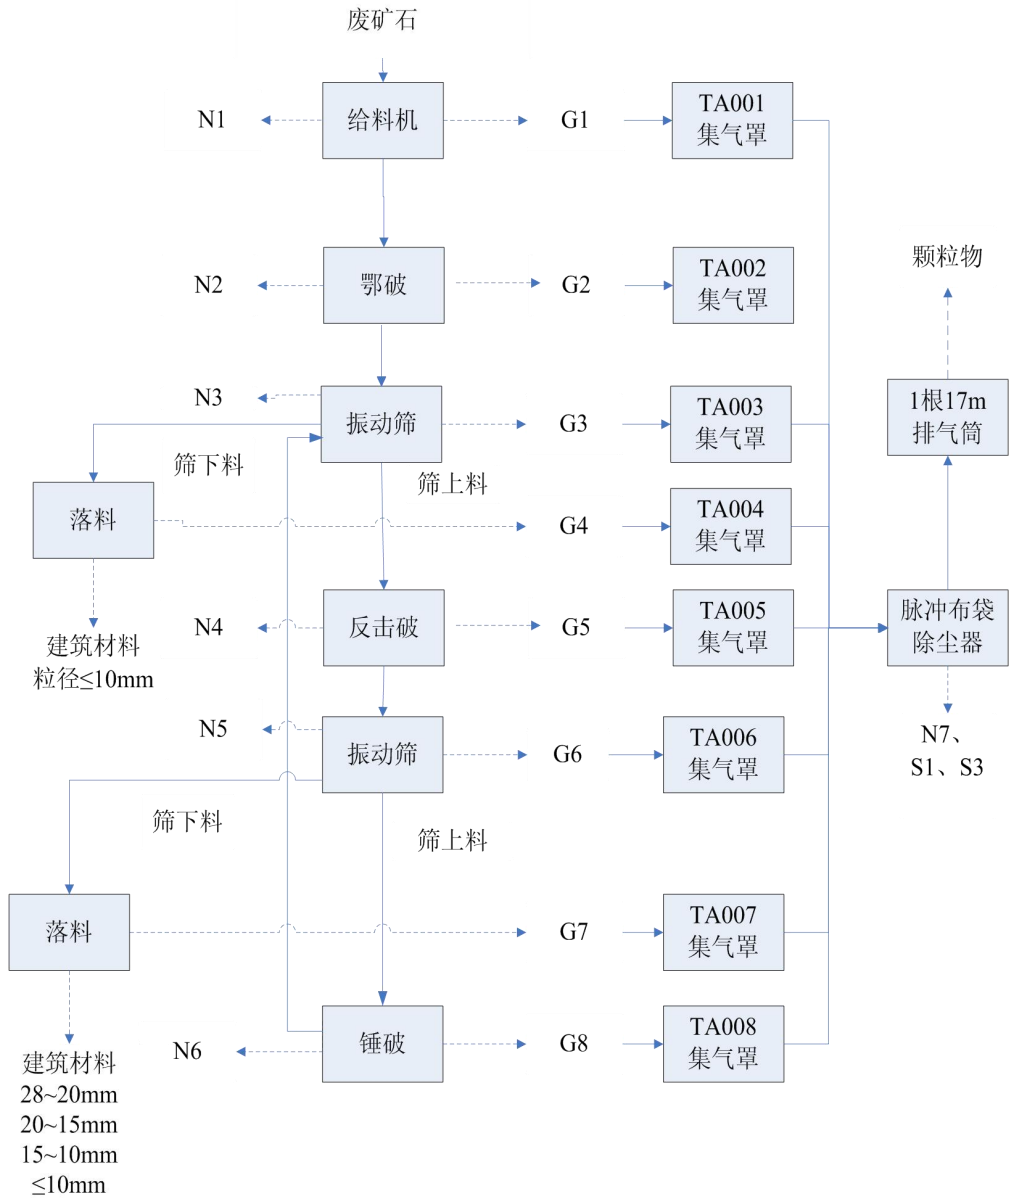 废矿石
N1
给料机
G1
TA001
集气罩
N2
鄂破
G2
TA002
集气罩
颗粒物
N3
振动筛
G3
TA003
集气罩
1根17m
排气筒
筛下料
筛上料
落料
G4
TA004
集气罩
建筑材料
粒径≤10mm
N4
反击破
G5
TA005
集气罩
脉冲布袋
除尘器
N5
振动筛
G6
TA006
集气罩
N7、
S1、S3
筛下料
筛上料
落料
G7
TA007
集气罩
N6
锤破
G8
TA008
集气罩
建筑材料
28~20mm
20~15mm
15~10mm
≤10mm